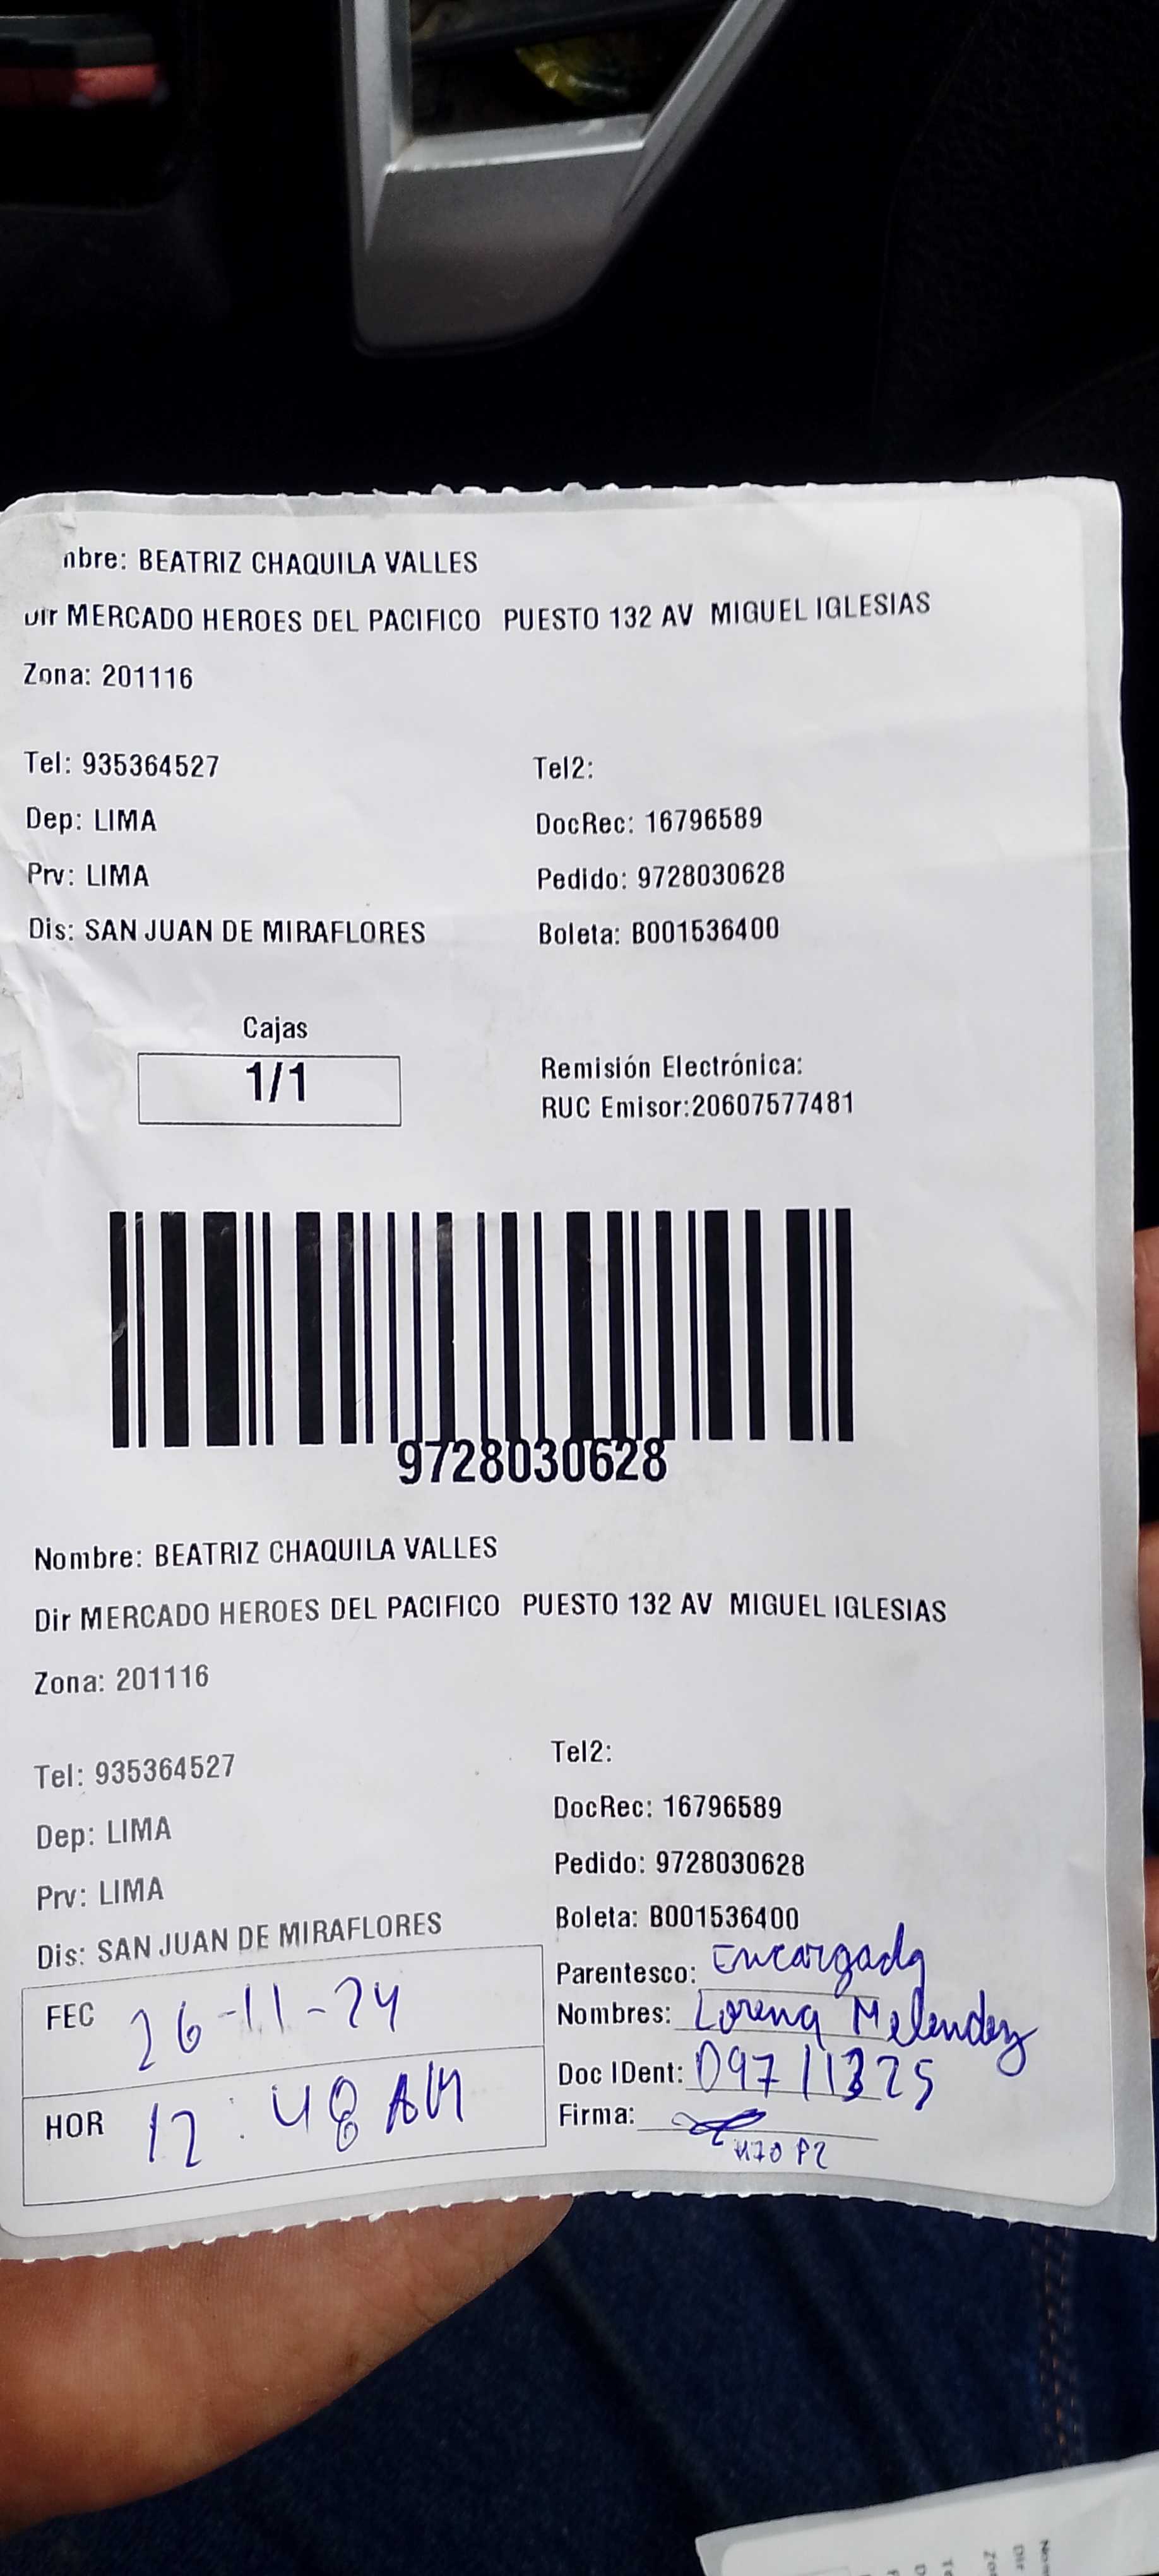 nbre: BEATRIZ CHAQUILA VALLES
Dir MERCADO HEROES DEL PACIFICO PUESTO 132 AV MIGUEL IGLESIAS
Zona: 201116
Tel: 935364527 Tel2:
Dep: LIMA DocRec: 16796589
Prv: LIMA Pedido: 9728030628
Dis: SAN JUAN DE MIRAFLORES Boleta: B001536400
Cajas
1/1
Remisión Electrónica:
RUC Emisor:20607577481
9728030628
Nombre: BEATRIZ CHAQUILA VALLES
Dir MERCADO HEROES DEL PACIFICO PUESTO 132 AV MIGUEL IGLESIAS
Zona: 201116
Tel: 935364527 Tel2:
Dep: LIMA DocRec: 16796589
Prv: LIMA Pedido: 9728030628
Dis: SAN JUAN DE MIRAFLORES Boleta: B001536400
FEC 26-11-24
HOR 12:48 AM
Parentesco: Encargada
Nombres: Lorena Melendez
Doc IDent: 09711325
Firma:
P2